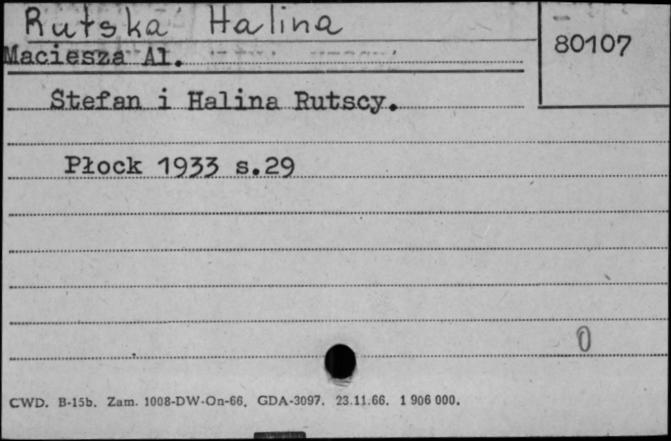 Rutska Halina
80107
Maciesza Al.
Stefan i Halina Rutscy.
Płock 1933 s.29
0
CWD. B-15b. Zam. 1008-DW-On-66. GDA-3097. 23.11.66. 1 906 000.